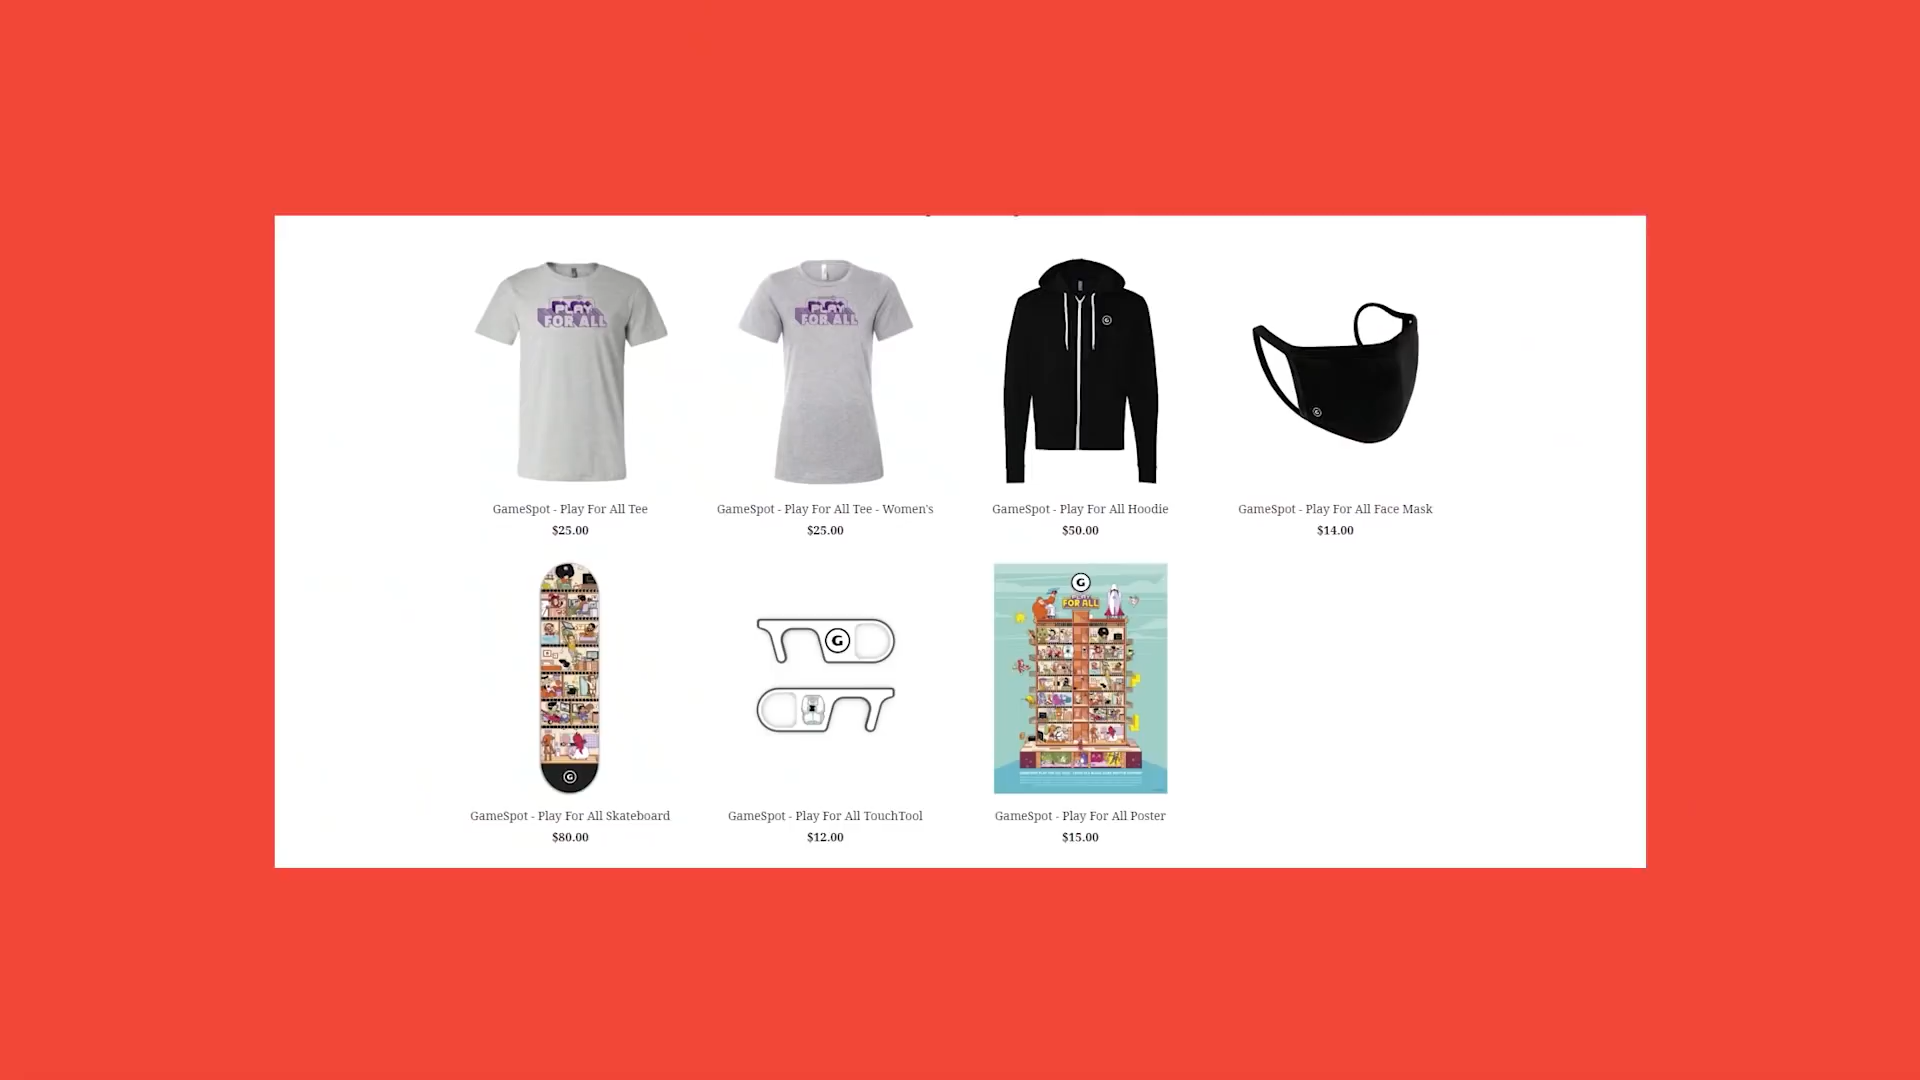 PLAY
FOR ALL
PLAY
FOR ALL
G
G
GameSpot - Play For All Tee
$25.00
GameSpot - Play For All Tee - Women's
$25.00
GameSpot - Play For All Hoodie
$50.00
GameSpot - Play For All Face Mask
$14.00
G
G
G
PLAY
FOR ALL
GameSpot - Play For All Skateboard
$80.00
GameSpot - Play For All TouchTool
$12.00
GameSpot - Play For All Poster
$15.00